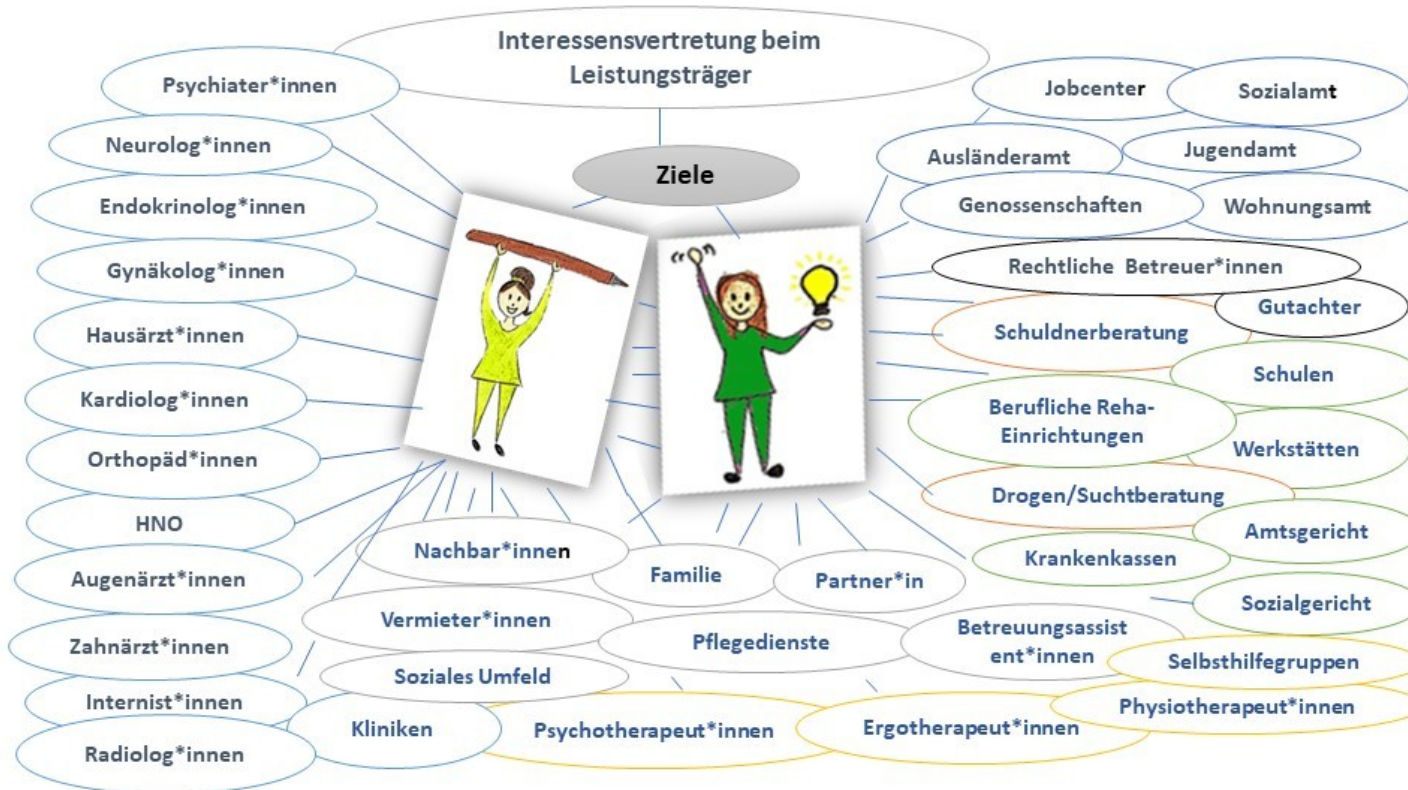 Interessensvertretung beim
Leistungsträger
Ziele
Psychiater*innen
Neurolog*innen
Endokrinolog*innen
Gynäkolog*innen
Hausärzt*innen
Kardiolog*innen
Orthopäd*innen
HNO
Augenärzt*innen
Zahnärzt*innen
Internist*innen
Radiolog*innen
Jobcenter
Sozialamt
Ausländeramt
Jugendamt
Genossenschaften
Wohnungsamt
Rechtliche Betreuer*innen
Gutachter
Schuldnerberatung
Schulen
Berufliche Reha-
Einrichtungen
Werkstätten
Drogen/Suchtberatung
Amtsgericht
Krankenkassen
Sozialgericht
Nachbar*innen
Familie
Partner*in
Vermieter*innen
Pflegedienste
Betreuungsassist
ent*innen
Soziales Umfeld
Selbsthilfegruppen
Kliniken
Psychotherapeut*innen
Ergotherapeut*innen
Physiotherapeut*innen